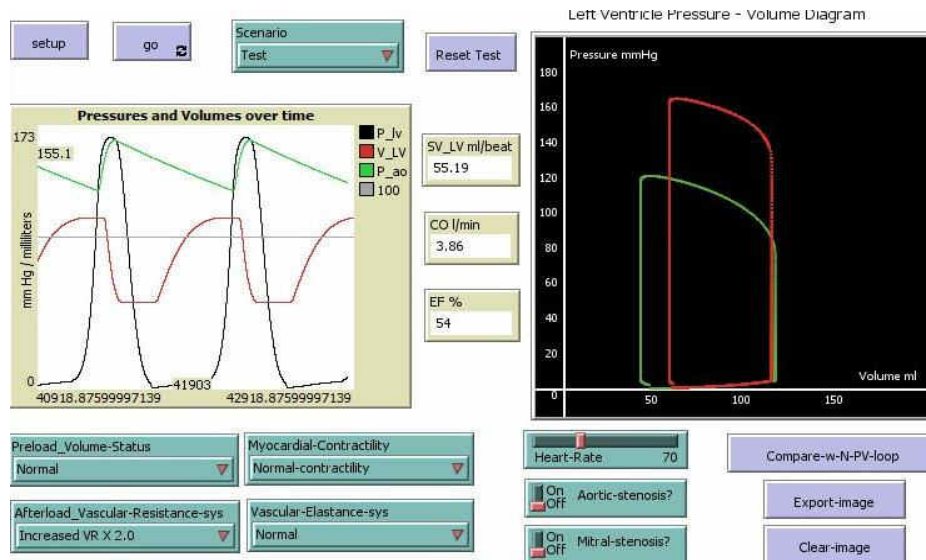 Left Ventricle Pressure - Volume Diagram
setup
go
Scenario
Test
Reset Test
Pressures and Volumes over time
173
155.1
mm Hg / milliliters
0
41903
40918.87599997139
42918.87599997139
P_lv
V_LV
P_ao
100
SV_LV ml/beat
55.19
CO l/min
3.86
EF %
54
Pressure mmHg
180
160
140
120
100
80
60
40
20
0
50
100
150
Volume ml
Preload_Volume-Status
Normal
Myocardial-Contractility
Normal-contractility
Afterload_Vascular-Resistance-sys
Increased VR X 2.0
Vascular-Elastance-sys
Normal
Heart-Rate 70
On
Off
Aortic-stenosis?
On
Off
Mitral-stenosis?
Compare-w-N-PV-loop
Export-image
Clear-image